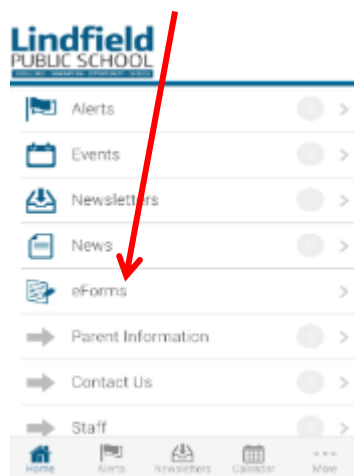 Lindfield
PUBLIC SCHOOL
Alerts
Events
Newsletters
News
eForms
Parent Information
Contact Us
Staff
Home
Alerts
Newsletters
Calendar
More